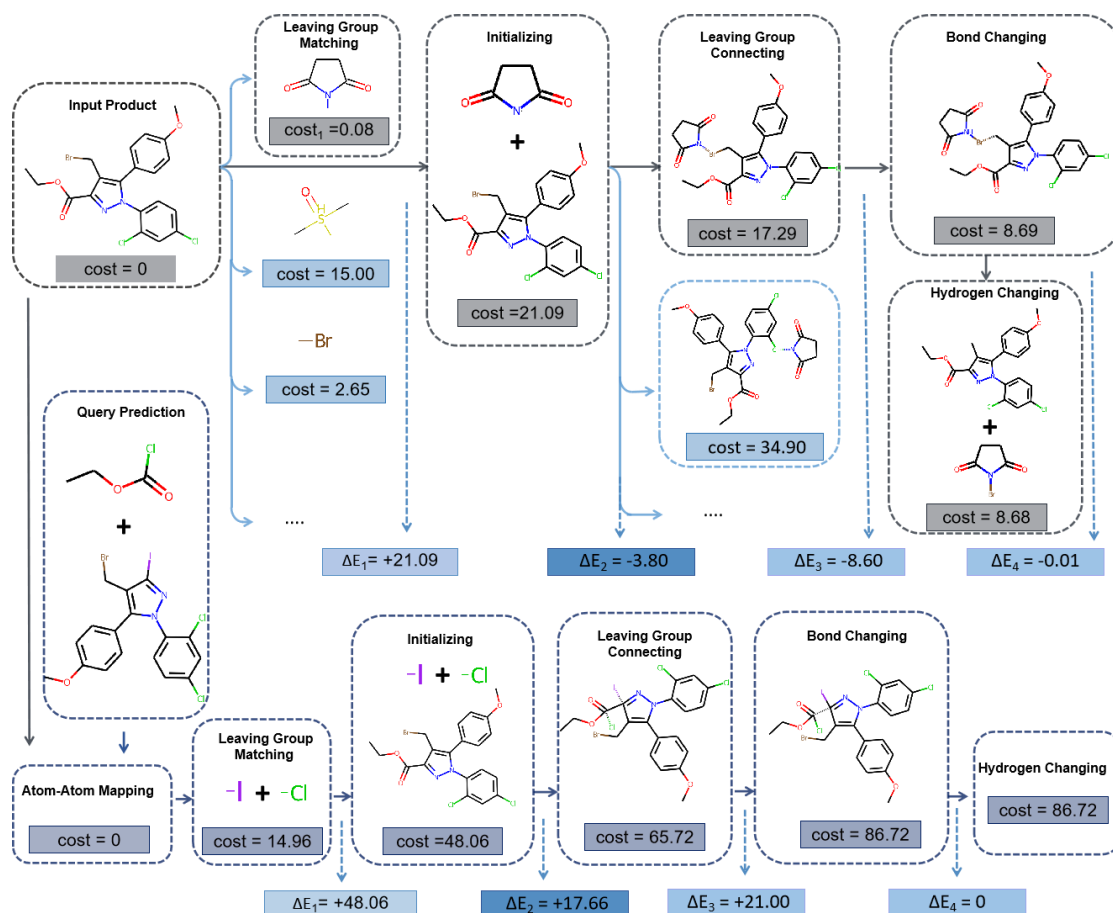 Input Product
cost = 0
Leaving Group
Matching
cost₁ =0.08
cost = 15.00
–Br
cost = 2.65
....
Initializing
+
cost =21.09
Leaving Group
Connecting
cost = 17.29
cost = 34.90
....
Bond Changing
cost = 8.69
Hydrogen Changing
+
cost = 8.68
ΔE₁= +21.09
ΔE₂ = -3.80
ΔE₃ = -8.60
ΔE₄ = -0.01
Query Prediction
+
Atom-Atom Mapping
cost = 0
Leaving Group
Matching
-I + -Cl
cost = 14.96
Initializing
-I + -Cl
cost =48.06
Leaving Group
Connecting
cost = 65.72
Bond Changing
cost = 86.72
Hydrogen Changing
cost = 86.72
ΔE₁= +48.06
ΔE₂ = +17.66
ΔE₃ = +21.00
ΔE₄ = 0